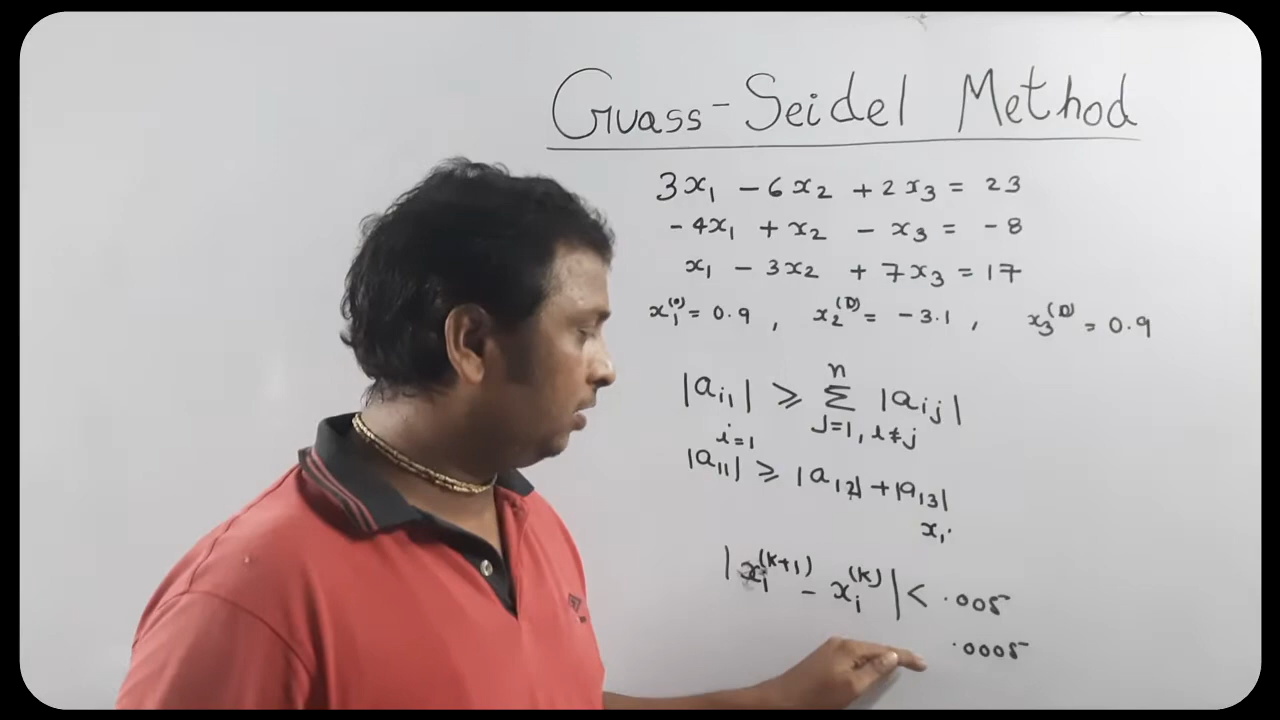 Guass-Seidel Method
3x₁ - 6x₂ + 2x₃ = 23
-4x₁ + x₂ - x₃ = -8
x₁ - 3x₂ + 7x₃ = 17
x₁⁽⁰⁾ = 0.9 , x₂⁽⁰⁾ = -3.1 , x₃⁽⁰⁾ = 0.9
|aᵢ₁| ⩾ ∑ⁿ |aᵢⱼ|
J=1, i≠j
i=1
|a₁₁| ⩾ |a₁₂| + |a₁₃|
x₁.
|xᵢ⁽ᵏ⁺¹⁾ - xᵢ⁽ᵏ⁾| < .005
.0005